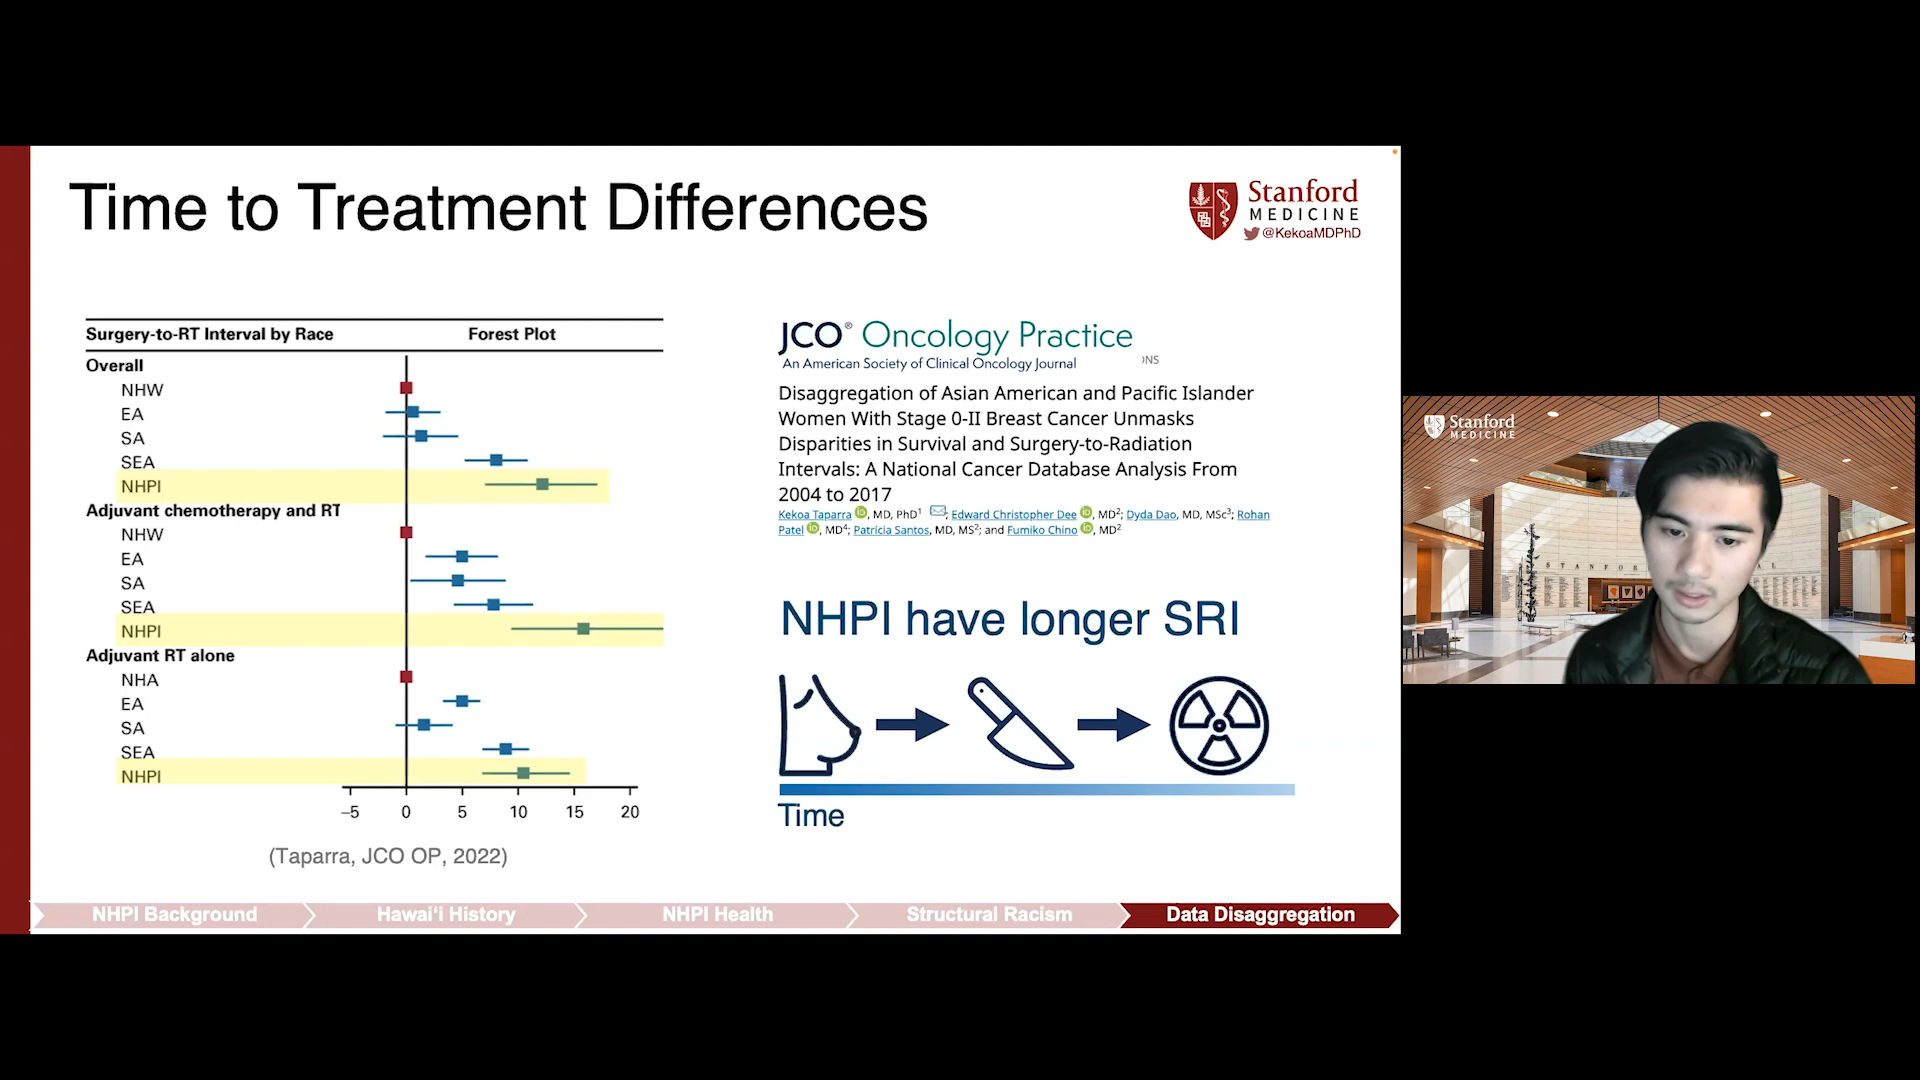 Time to Treatment Differences
Stanford
MEDICINE
@KekoaMDPhD
Surgery-to-RT Interval by Race
Forest Plot
Overall
NHW
EA
SA
SEA
NHPI
Adjuvant chemotherapy and RT
NHW
EA
SA
SEA
NHPI
Adjuvant RT alone
NHA
EA
SA
SEA
NHPI
–5 0 5 10 15 20
(Taparra, JCO OP, 2022)
JCO® Oncology Practice
An American Society of Clinical Oncology Journal
ONS
Disaggregation of Asian American and Pacific Islander
Women With Stage 0-II Breast Cancer Unmasks
Disparities in Survival and Surgery-to-Radiation
Intervals: A National Cancer Database Analysis From
2004 to 2017
Kekoa Taparra iD, MD, PhD1 ; Edward Christopher Dee iD, MD2; Dyda Dao, MD, MSc3; Rohan
Patel iD, MD4; Patricia Santos, MD, MS2; and Fumiko Chino iD, MD2
NHPI have longer SRI
Time
NHPI Background
Hawai‘i History
NHPI Health
Structural Racism
Data Disaggregation
Stanford
MEDICINE